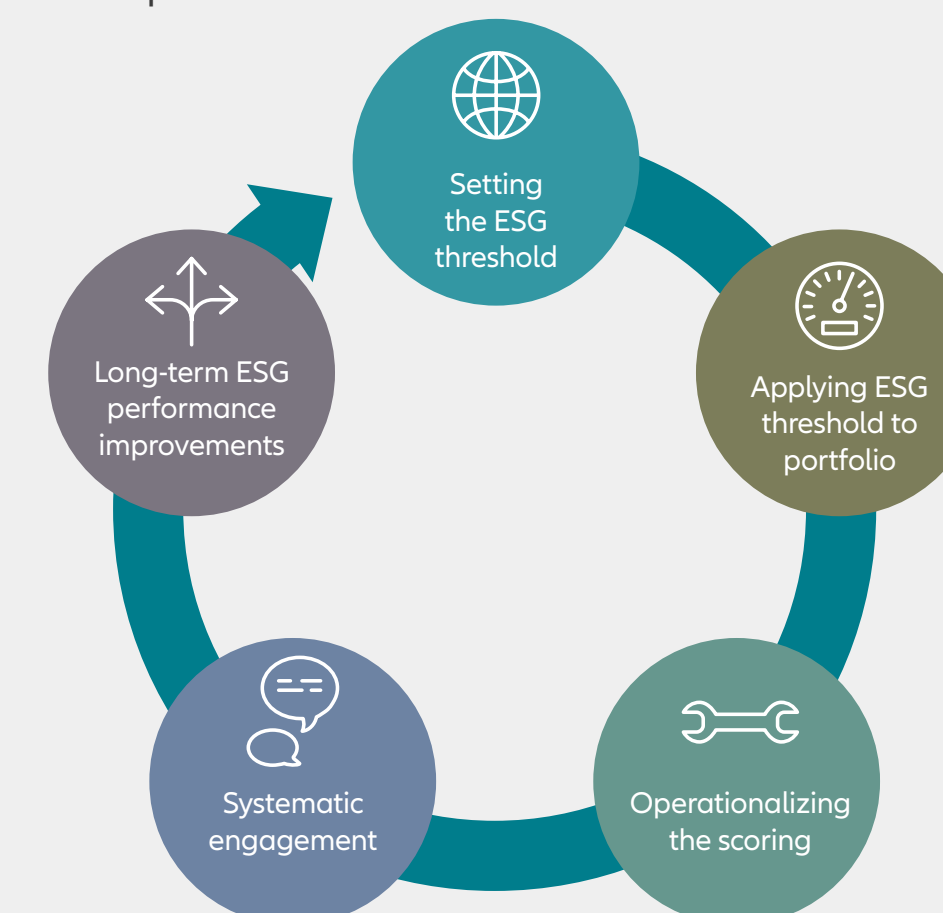 Setting
the ESG
threshold
Applying ESG
threshold to
portfolio
Operationalizing
the scoring
Systematic
engagement
Long-term ESG
performance
improvements